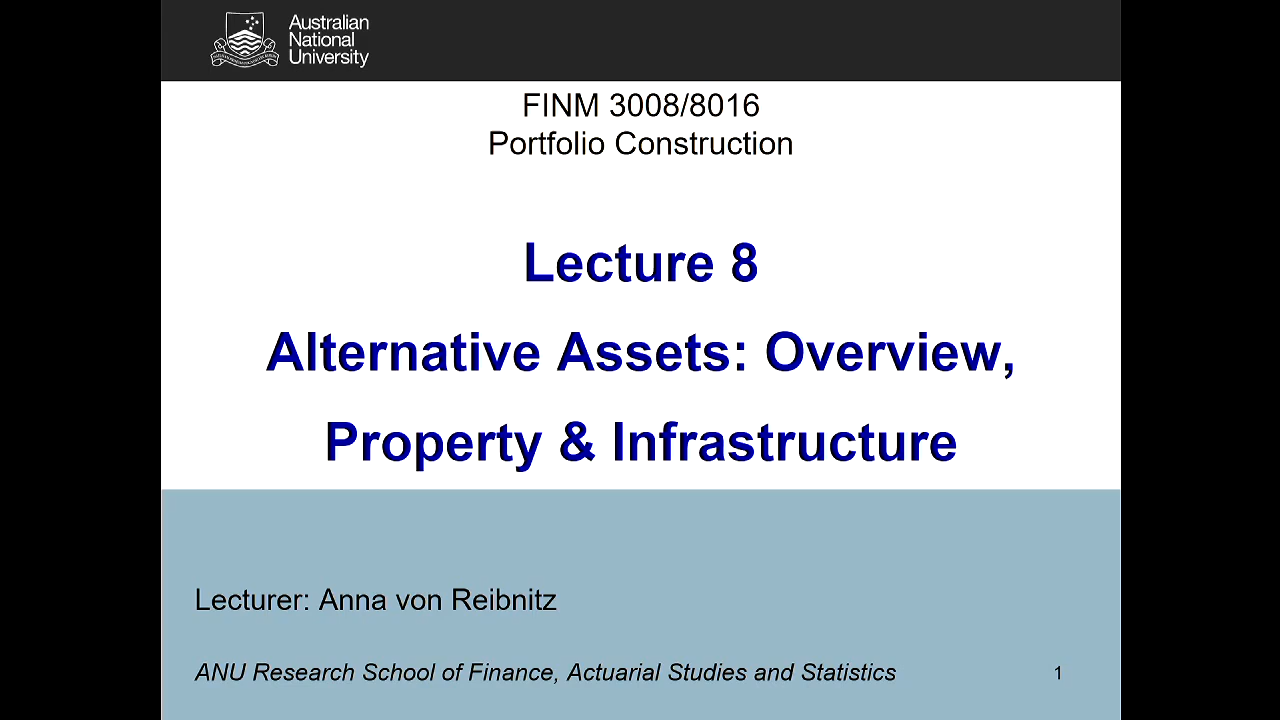 Australian
National
University
FINM 3008/8016
Portfolio Construction
Lecture 8
Alternative Assets: Overview,
Property & Infrastructure
Lecturer: Anna von Reibnitz
ANU Research School of Finance, Actuarial Studies and Statistics
1